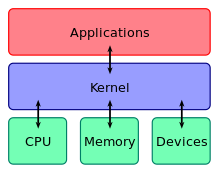 Applications
Kernel
CPU Memory Devices